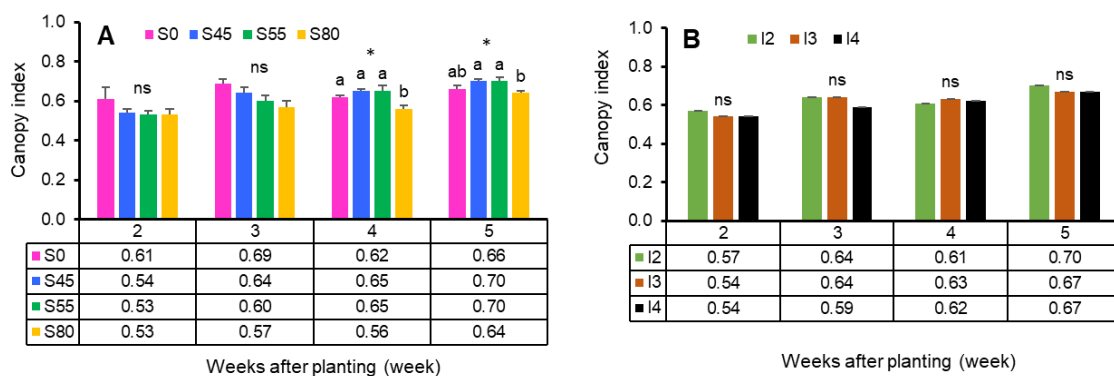 A
S0 S45 S55 S80
Canopy index
1.0
0.8
0.6
0.4
0.2
0.0
ns
ns
*
a a a b
*
ab a a b
2 3 4 5
S0 0.61 0.69 0.62 0.66
S45 0.54 0.64 0.65 0.70
S55 0.53 0.60 0.65 0.70
S80 0.53 0.57 0.56 0.64
Weeks after planting (week)
B
I2 I3 I4
Canopy index
1.0
0.8
0.6
0.4
0.2
0.0
ns ns ns ns
2 3 4 5
I2 0.57 0.64 0.61 0.70
I3 0.54 0.64 0.63 0.67
I4 0.54 0.59 0.62 0.67
Weeks after planting (week)